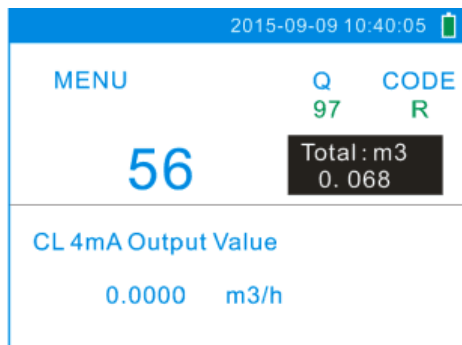 2015-09-09 10:40:05
MENU Q CODE
97 R
56 Total: m3
0. 068
CL 4mA Output Value
0.0000 m3/h